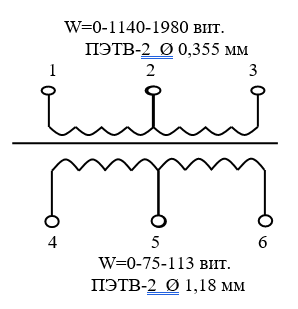 W=0-1140-1980 вит.
ПЭТВ-2 Ø 0,355 мм
1 2 3
4 5 6
W=0-75-113 вит.
ПЭТВ-2 Ø 1,18 мм